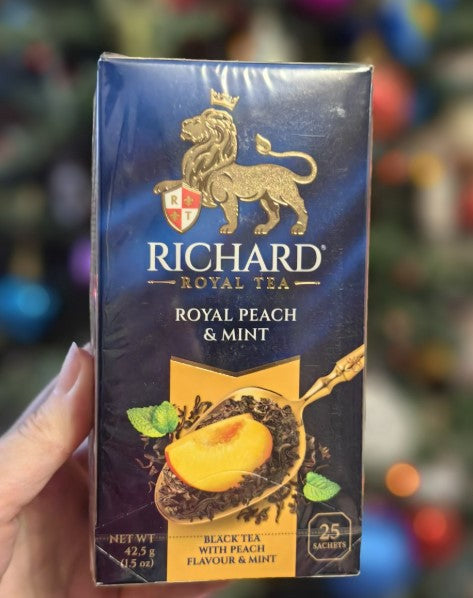 R T
RICHARD®
ROYAL TEA
ROYAL PEACH
& MINT
NET WT
42,5 g
(1.5 oz)
BLACK TEA
WITH PEACH
FLAVOUR & MINT
25
SACHETS